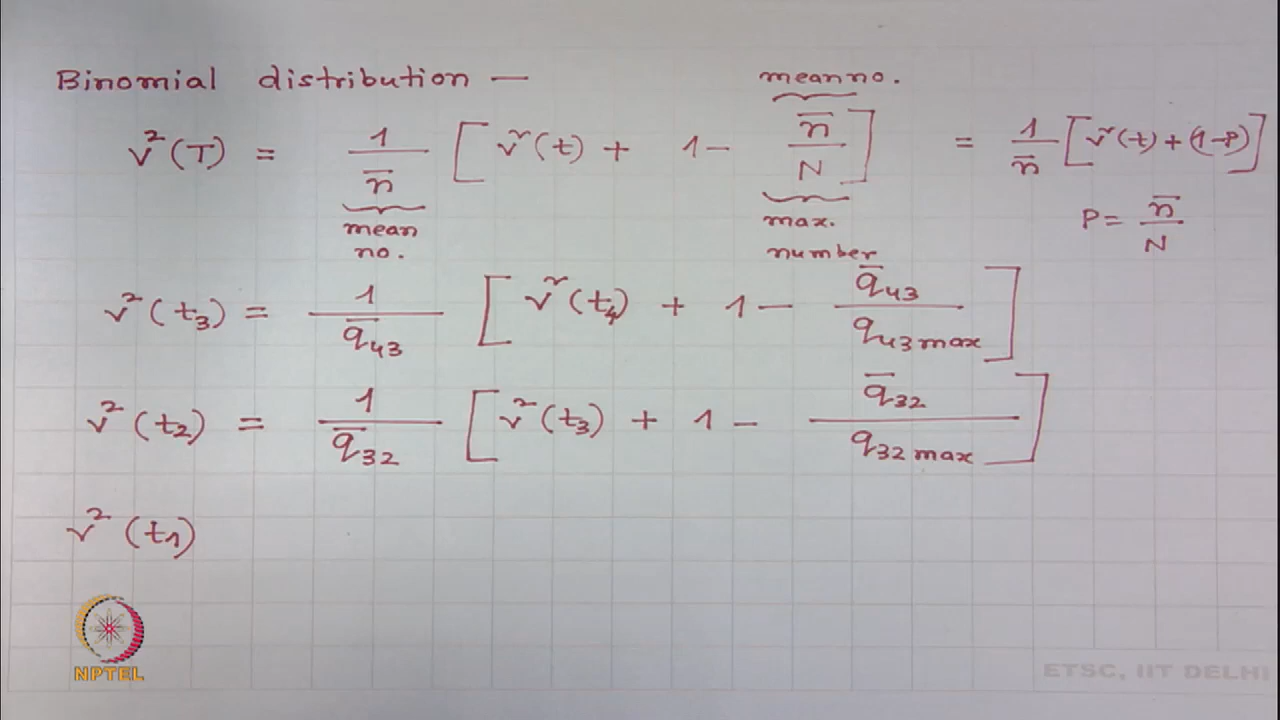 Binomial distribution —
v²(T) = 1/n̄ [v²(t) + 1 - n̄/N] = 1/n̄ [v²(t) + (1-P)]
mean no.
mean no.
max. number
P = n̄/N
v²(t₃) = 1/q̄₄₃ [v²(t₄) + 1 - q̄₄₃/q₄₃ max]
v²(t₂) = 1/q̄₃₂ [v²(t₃) + 1 - q̄₃₂/q₃₂ max]
v²(t₁)
NPTEL
ETSC, IIT DELHI